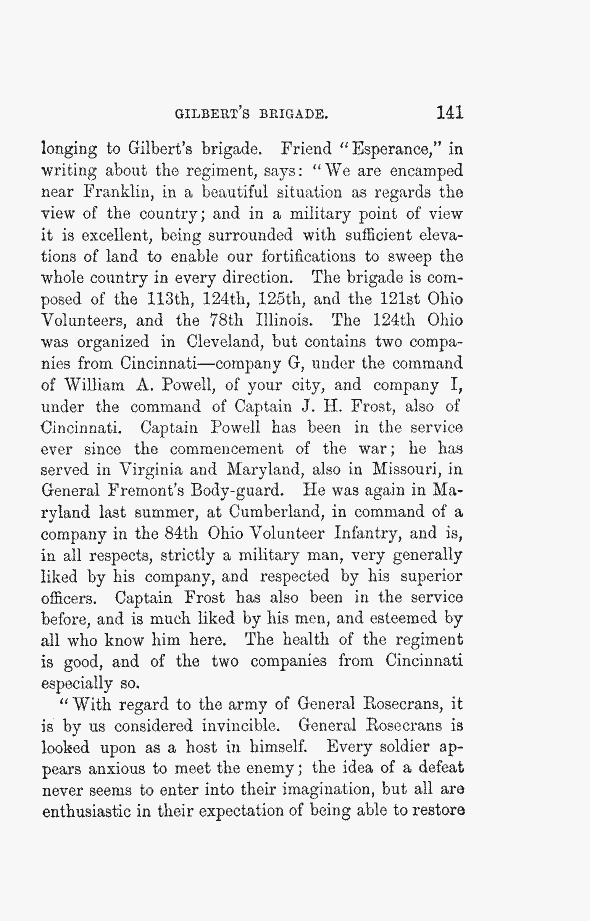 GILBERT'S BRIGADE. 141
longing to Gilbert's brigade. Friend "Esperance," in
writing about the regiment, says: "We are encamped
near Franklin, in a beautiful situation as regards the
view of the country; and in a military point of view
it is excellent, being surrounded with sufficient eleva-
tions of land to enable our fortifications to sweep the
whole country in every direction. The brigade is com-
posed of the 113th, 124th, 125th, and the 121st Ohio
Volunteers, and the 78th Illinois. The 124th Ohio
was organized in Cleveland, but contains two compa-
nies from Cincinnati—company G, under the command
of William A. Powell, of your city, and company I,
under the command of Captain J. H. Frost, also of
Cincinnati. Captain Powell has been in the service
ever since the commencement of the war; he has
served in Virginia and Maryland, also in Missouri, in
General Fremont's Body-guard. He was again in Ma-
ryland last summer, at Cumberland, in command of a
company in the 84th Ohio Volunteer Infantry, and is,
in all respects, strictly a military man, very generally
liked by his company, and respected by his superior
officers. Captain Frost has also been in the service
before, and is much liked by his men, and esteemed by
all who know him here. The health of the regiment
is good, and of the two companies from Cincinnati
especially so.
"With regard to the army of General Rosecrans, it
is by us considered invincible. General Rosecrans is
looked upon as a host in himself. Every soldier ap-
pears anxious to meet the enemy; the idea of a defeat
never seems to enter into their imagination, but all are
enthusiastic in their expectation of being able to restore